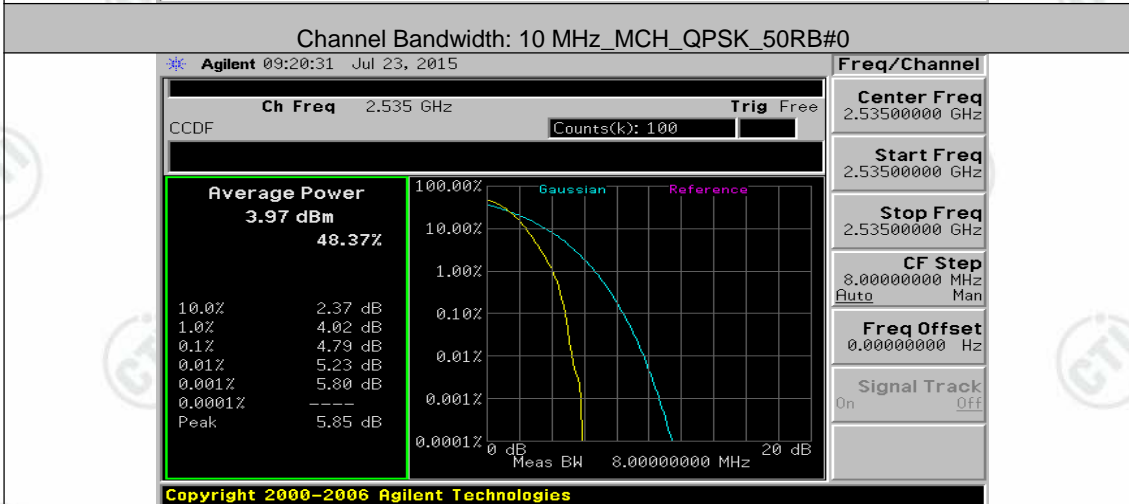 Channel Bandwidth: 10 MHz_MCH_QPSK_50RB#0
Agilent 09:20:31 Jul 23, 2015
Freq/Channel
Ch Freq 2.535 GHz
Trig Free
CCDF
Counts(k): 100
Average Power
3.97 dBm
48.37%
10.0% 2.37 dB
1.0% 4.02 dB
0.1% 4.79 dB
0.01% 5.23 dB
0.001% 5.80 dB
0.0001% ----
Peak 5.85 dB
Gaussian
Reference
100.00%
10.00%
1.00%
0.10%
0.01%
0.001%
0.0001%
0 dB
20 dB
Meas BW 8.00000000 MHz
Center Freq
2.53500000 GHz
Start Freq
2.53500000 GHz
Stop Freq
2.53500000 GHz
CF Step
8.00000000 MHz
Auto Man
Freq Offset
0.00000000 Hz
Signal Track
On Off
Copyright 2000-2006 Agilent Technologies
CTI
CTI